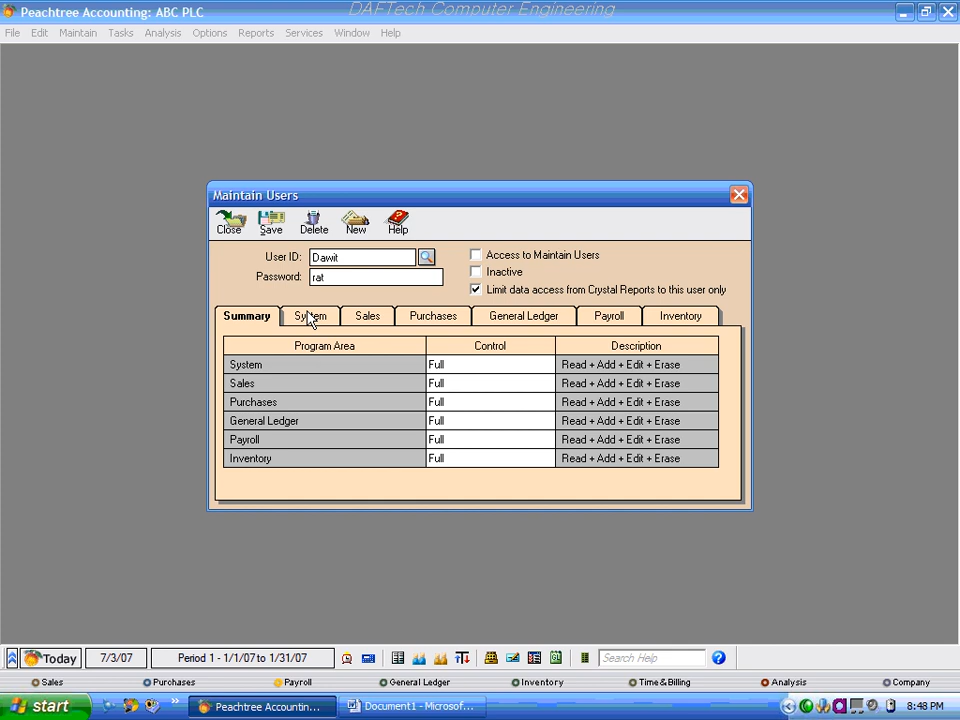 Peachtree Accounting: ABC PLC
DAFTech Computer Engineering
File Edit Maintain Tasks Analysis Options Reports Services Window Help
Maintain Users
Close Save Delete New Help
User ID: Dawit
Password: rat
Access to Maintain Users
Inactive
Limit data access from Crystal Reports to this user only
Summary System Sales Purchases General Ledger Payroll Inventory
Program Area Control Description
System Full Read + Add + Edit + Erase
Sales Full Read + Add + Edit + Erase
Purchases Full Read + Add + Edit + Erase
General Ledger Full Read + Add + Edit + Erase
Payroll Full Read + Add + Edit + Erase
Inventory Full Read + Add + Edit + Erase
Today 7/3/07 Period 1 - 1/1/07 to 1/31/07 Search Help
Sales Purchases Payroll General Ledger Inventory Time & Billing Analysis Company
start Peachtree Accountin... Document1 - Microsof... 8:48 PM